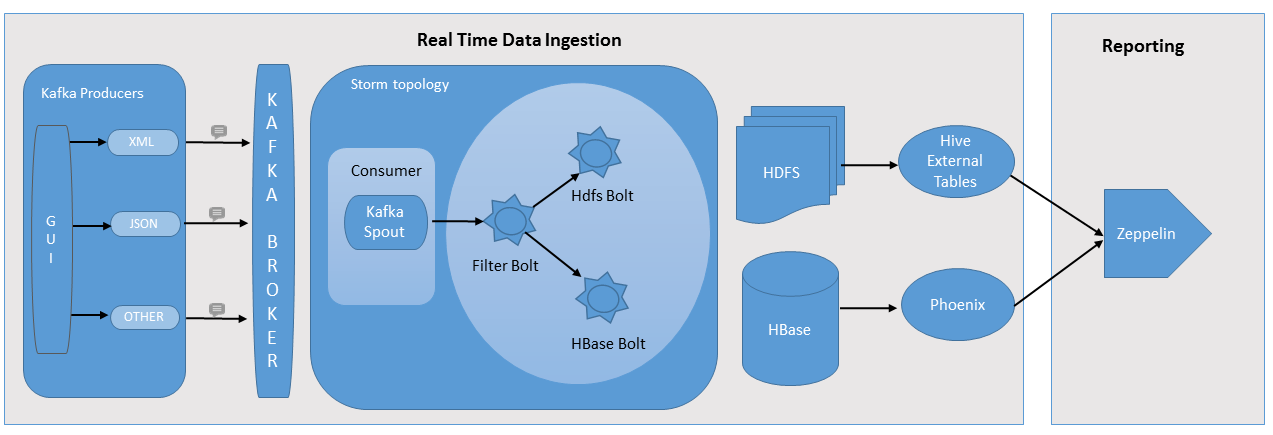 Real Time Data Ingestion
Reporting
Kafka Producers
GUI
XML
JSON
OTHER
KAFKA BROKER
Storm topology
Consumer
Kafka
Spout
Filter Bolt
Hdfs Bolt
HBase Bolt
HDFS
Hive
External
Tables
HBase
Phoenix
Zeppelin